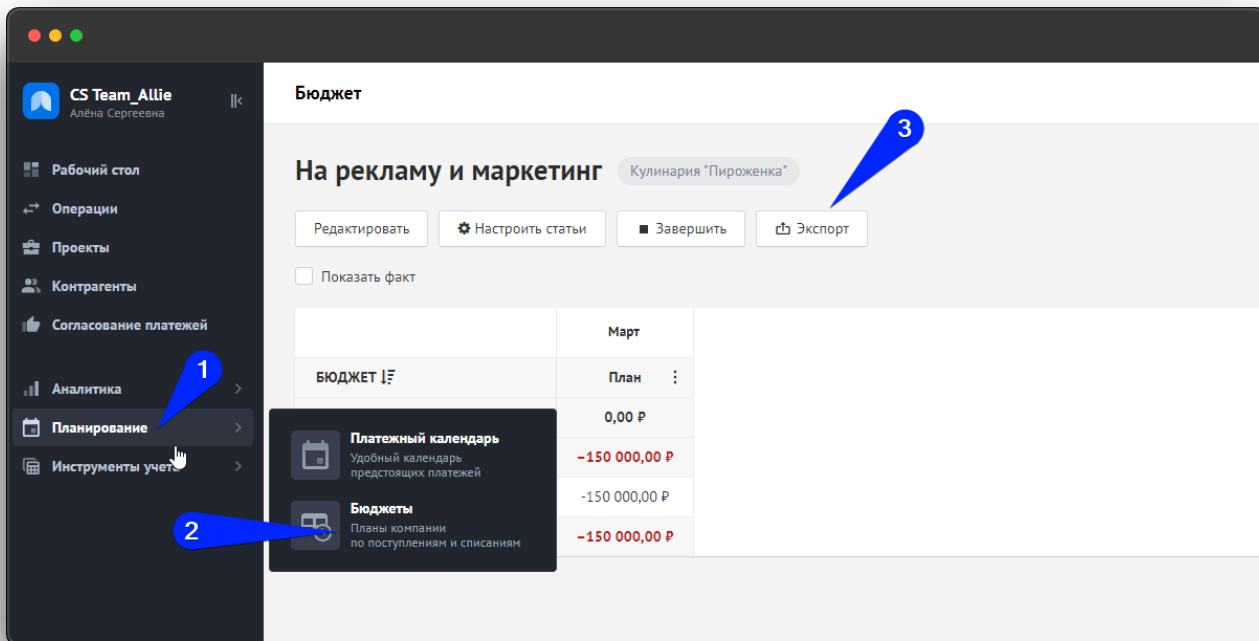 CS Team_Allie
Алёна Сергеевна
Рабочий стол
Операции
Проекты
Контрагенты
Согласование платежей
1
Аналитика
Планирование
Инструменты учета
2
Платежный календарь
Удобный календарь
предстоящих платежей
Бюджеты
Планы компании
по поступлениям и списаниям
Бюджет
3
На рекламу и маркетинг Кулинария "Пироженка"
Редактировать Настроить статьи Завершить Экспорт
Показать факт
Март
БЮДЖЕТ План
0,00 ₽
–150 000,00 ₽
-150 000,00 ₽
–150 000,00 ₽